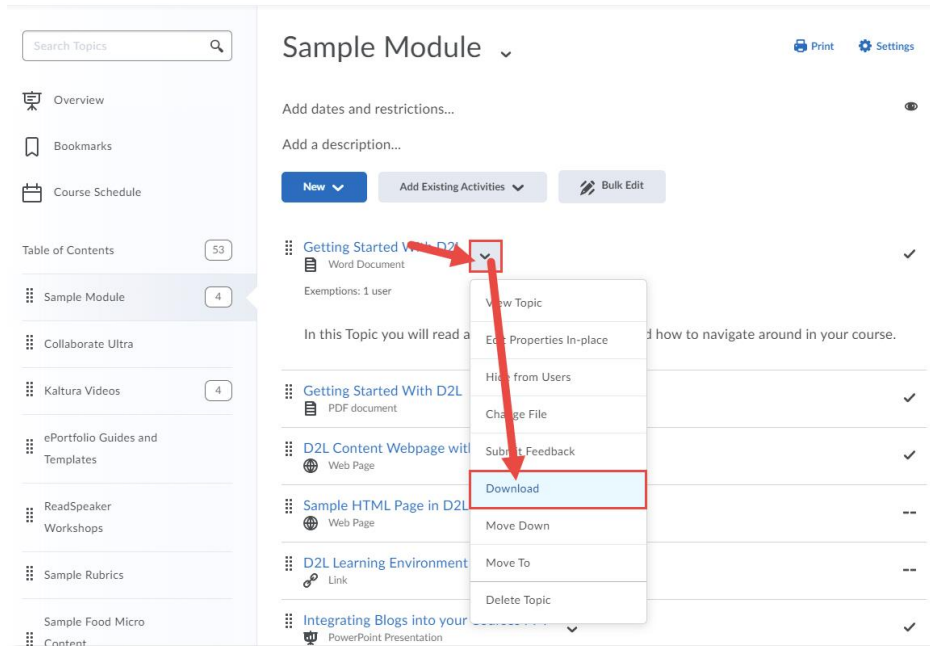 Search Topics
Overview
Bookmarks
Course Schedule
Table of Contents
53
Sample Module
4
Collaborate Ultra
Kaltura Videos
4
ePortfolio Guides and
Templates
ReadSpeaker
Workshops
Sample Rubrics
Sample Food Micro
Content
Sample Module
Print
Settings
Add dates and restrictions...
Add a description...
New
Add Existing Activities
Bulk Edit
Getting Started With D2L
Word Document
Exemptions: 1 user
In this Topic you will read a
how to navigate around in your course.
Getting Started With D2L
PDF document
D2L Content Webpage
Web Page
Sample HTML Page in D2L
Web Page
D2L Learning Environment
Link
Integrating Blogs into your
PowerPoint Presentation
View Topic
Edit Properties In-place
Hide from Users
Change File
Submit Feedback
Download
Move Down
Move To
Delete Topic